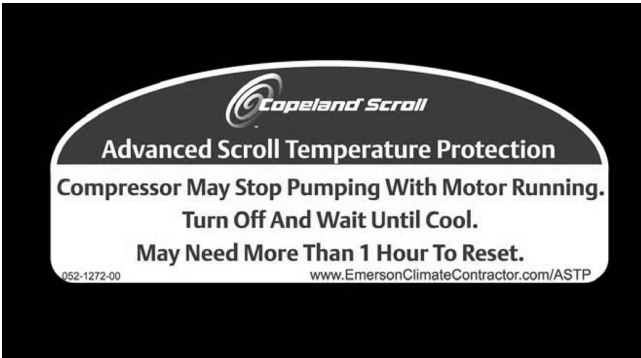 Copeland Scroll
Advanced Scroll Temperature Protection
Compressor May Stop Pumping With Motor Running.
Turn Off And Wait Until Cool.
May Need More Than 1 Hour To Reset.
052-1272-00 www.EmersonClimateContractor.com/ASTP